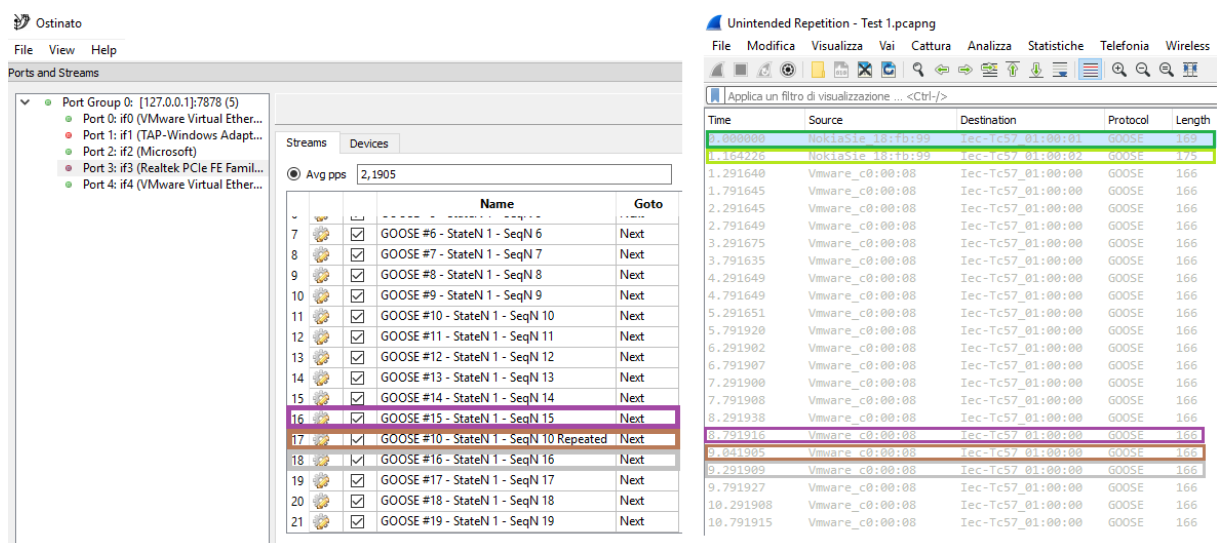 Ostinato
File View Help
Ports and Streams
Port Group 0: [127.0.0.1]:7878 (5)
Port 0: if0 (VMware Virtual Ether...
Port 1: if1 (TAP-Windows Adapt...
Port 2: if2 (Microsoft)
Port 3: if3 (Realtek PCIe FE Famil...
Port 4: if4 (VMware Virtual Ether...
Streams Devices
Avg pps 2,1905
Name Goto
7 GOOSE #6 - StateN 1 - SeqN 6 Next
8 GOOSE #7 - StateN 1 - SeqN 7 Next
9 GOOSE #8 - StateN 1 - SeqN 8 Next
10 GOOSE #9 - StateN 1 - SeqN 9 Next
11 GOOSE #10 - StateN 1 - SeqN 10 Next
12 GOOSE #11 - StateN 1 - SeqN 11 Next
13 GOOSE #12 - StateN 1 - SeqN 12 Next
14 GOOSE #13 - StateN 1 - SeqN 13 Next
15 GOOSE #14 - StateN 1 - SeqN 14 Next
16 GOOSE #15 - StateN 1 - SeqN 15 Next
17 GOOSE #10 - StateN 1 - SeqN 10 Repeated Next
18 GOOSE #16 - StateN 1 - SeqN 16 Next
19 GOOSE #17 - StateN 1 - SeqN 17 Next
20 GOOSE #18 - StateN 1 - SeqN 18 Next
21 GOOSE #19 - StateN 1 - SeqN 19 Next
Unintended Repetition - Test 1.pcapng
File Modifica Visualizza Vai Cattura Analizza Statistiche Telefonia Wireless
Applica un filtro di visualizzazione ... <Ctrl-/>
Time Source Destination Protocol Length
0.000000 NokiaSie_18:fb:99 Iec-Tc57_01:00:01 GOOSE 169
1.164226 NokiaSie_18:fb:99 Iec-Tc57_01:00:02 GOOSE 175
1.291640 Vmware_c0:00:08 Iec-Tc57_01:00:00 GOOSE 166
1.791645 Vmware_c0:00:08 Iec-Tc57_01:00:00 GOOSE 166
2.291645 Vmware_c0:00:08 Iec-Tc57_01:00:00 GOOSE 166
2.791649 Vmware_c0:00:08 Iec-Tc57_01:00:00 GOOSE 166
3.291675 Vmware_c0:00:08 Iec-Tc57_01:00:00 GOOSE 166
3.791635 Vmware_c0:00:08 Iec-Tc57_01:00:00 GOOSE 166
4.291649 Vmware_c0:00:08 Iec-Tc57_01:00:00 GOOSE 166
4.791649 Vmware_c0:00:08 Iec-Tc57_01:00:00 GOOSE 166
5.291651 Vmware_c0:00:08 Iec-Tc57_01:00:00 GOOSE 166
5.791920 Vmware_c0:00:08 Iec-Tc57_01:00:00 GOOSE 166
6.291902 Vmware_c0:00:08 Iec-Tc57_01:00:00 GOOSE 166
6.791907 Vmware_c0:00:08 Iec-Tc57_01:00:00 GOOSE 166
7.291900 Vmware_c0:00:08 Iec-Tc57_01:00:00 GOOSE 166
7.791908 Vmware_c0:00:08 Iec-Tc57_01:00:00 GOOSE 166
8.291938 Vmware_c0:00:08 Iec-Tc57_01:00:00 GOOSE 166
8.791916 Vmware_c0:00:08 Iec-Tc57_01:00:00 GOOSE 166
9.041905 Vmware_c0:00:08 Iec-Tc57_01:00:00 GOOSE 166
9.291909 Vmware_c0:00:08 Iec-Tc57_01:00:00 GOOSE 166
9.791927 Vmware_c0:00:08 Iec-Tc57_01:00:00 GOOSE 166
10.291908 Vmware_c0:00:08 Iec-Tc57_01:00:00 GOOSE 166
10.791915 Vmware_c0:00:08 Iec-Tc57_01:00:00 GOOSE 166